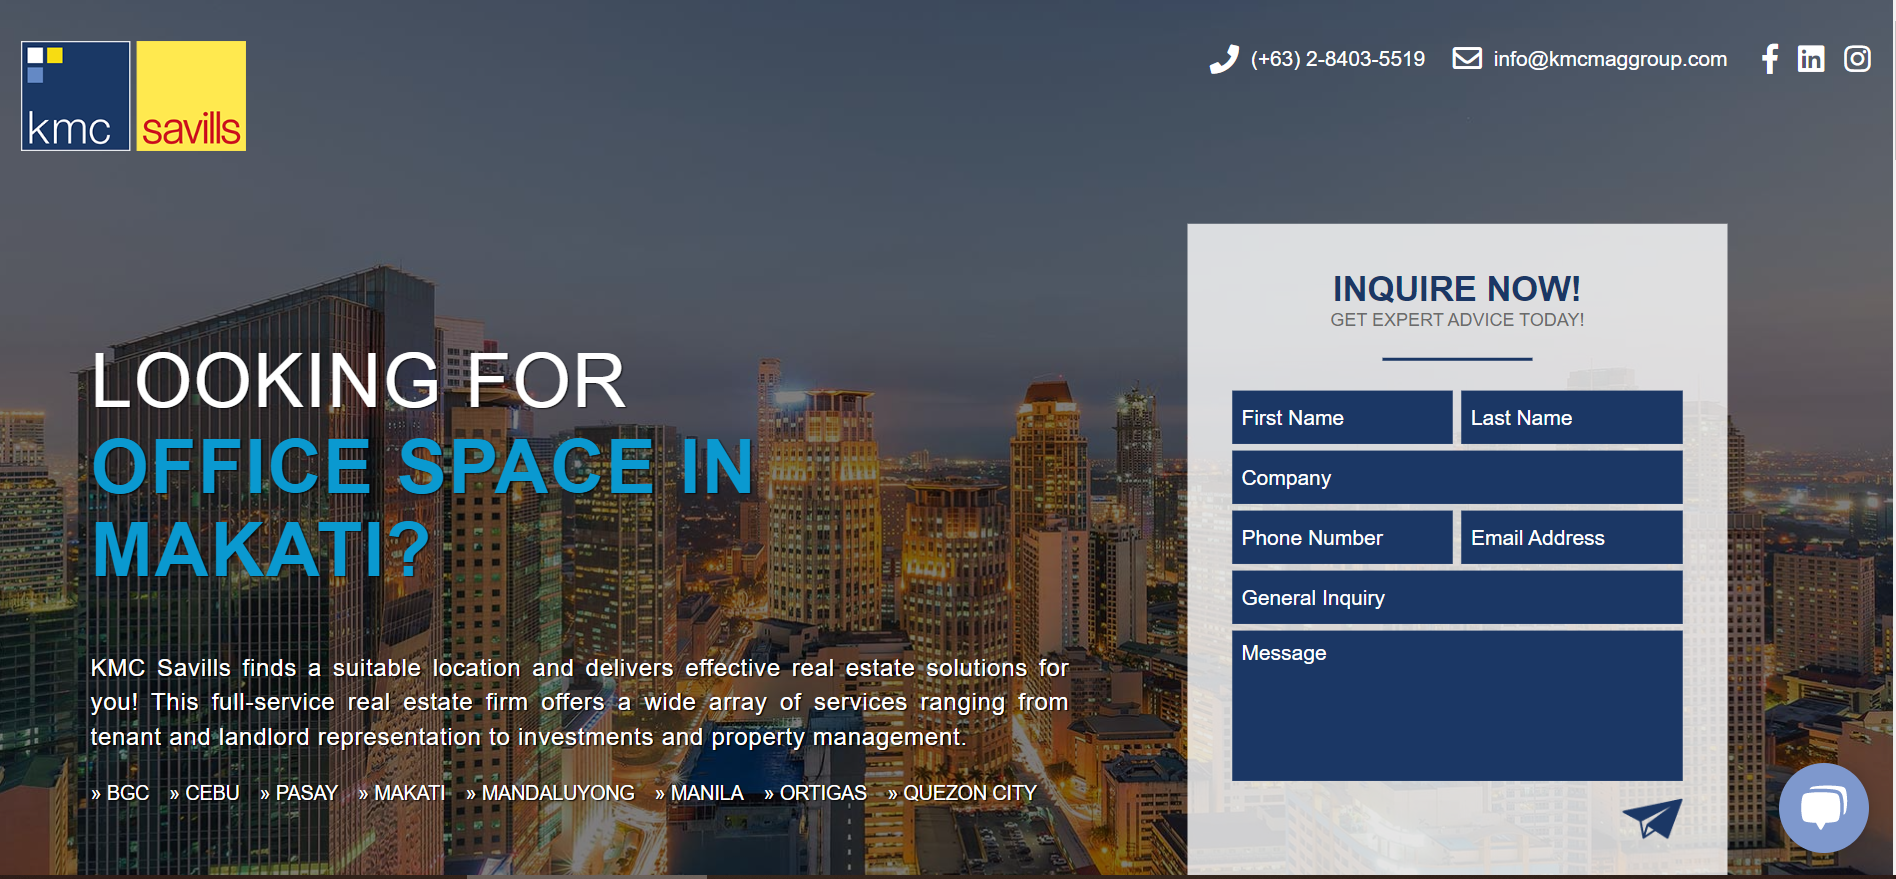 kmc savills
(+63) 2-8403-5519 info@kmcmaggroup.com
LOOKING FOR
OFFICE SPACE IN
MAKATI?
KMC Savills finds a suitable location and delivers effective real estate solutions for
you! This full-service real estate firm offers a wide array of services ranging from
tenant and landlord representation to investments and property management.
» BGC » CEBU » PASAY » MAKATI » MANDALUYONG » MANILA » ORTIGAS » QUEZON CITY
INQUIRE NOW!
GET EXPERT ADVICE TODAY!
First Name Last Name
Company
Phone Number Email Address
General Inquiry
Message